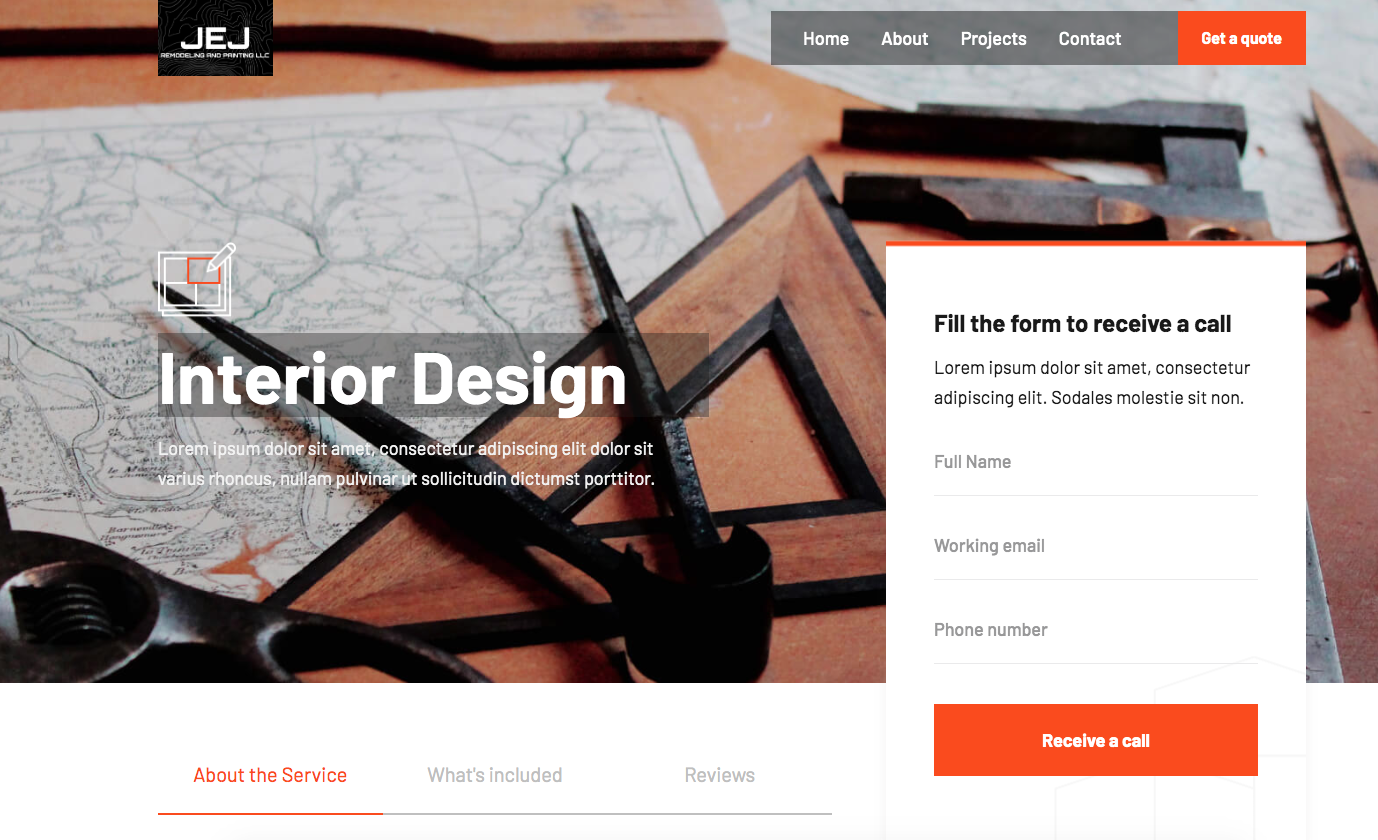 JEJ
REMODELING AND PAINTING LLC
Home About Projects Contact Get a quote
Interior Design
Lorem ipsum dolor sit amet, consectetur adipiscing elit dolor sit
varius rhoncus, nullam pulvinar ut sollicitudin dictumst porttitor.
Fill the form to receive a call
Lorem ipsum dolor sit amet, consectetur
adipiscing elit. Sodales molestie sit non.
Full Name
Working email
Phone number
Receive a call
About the Service What's included Reviews